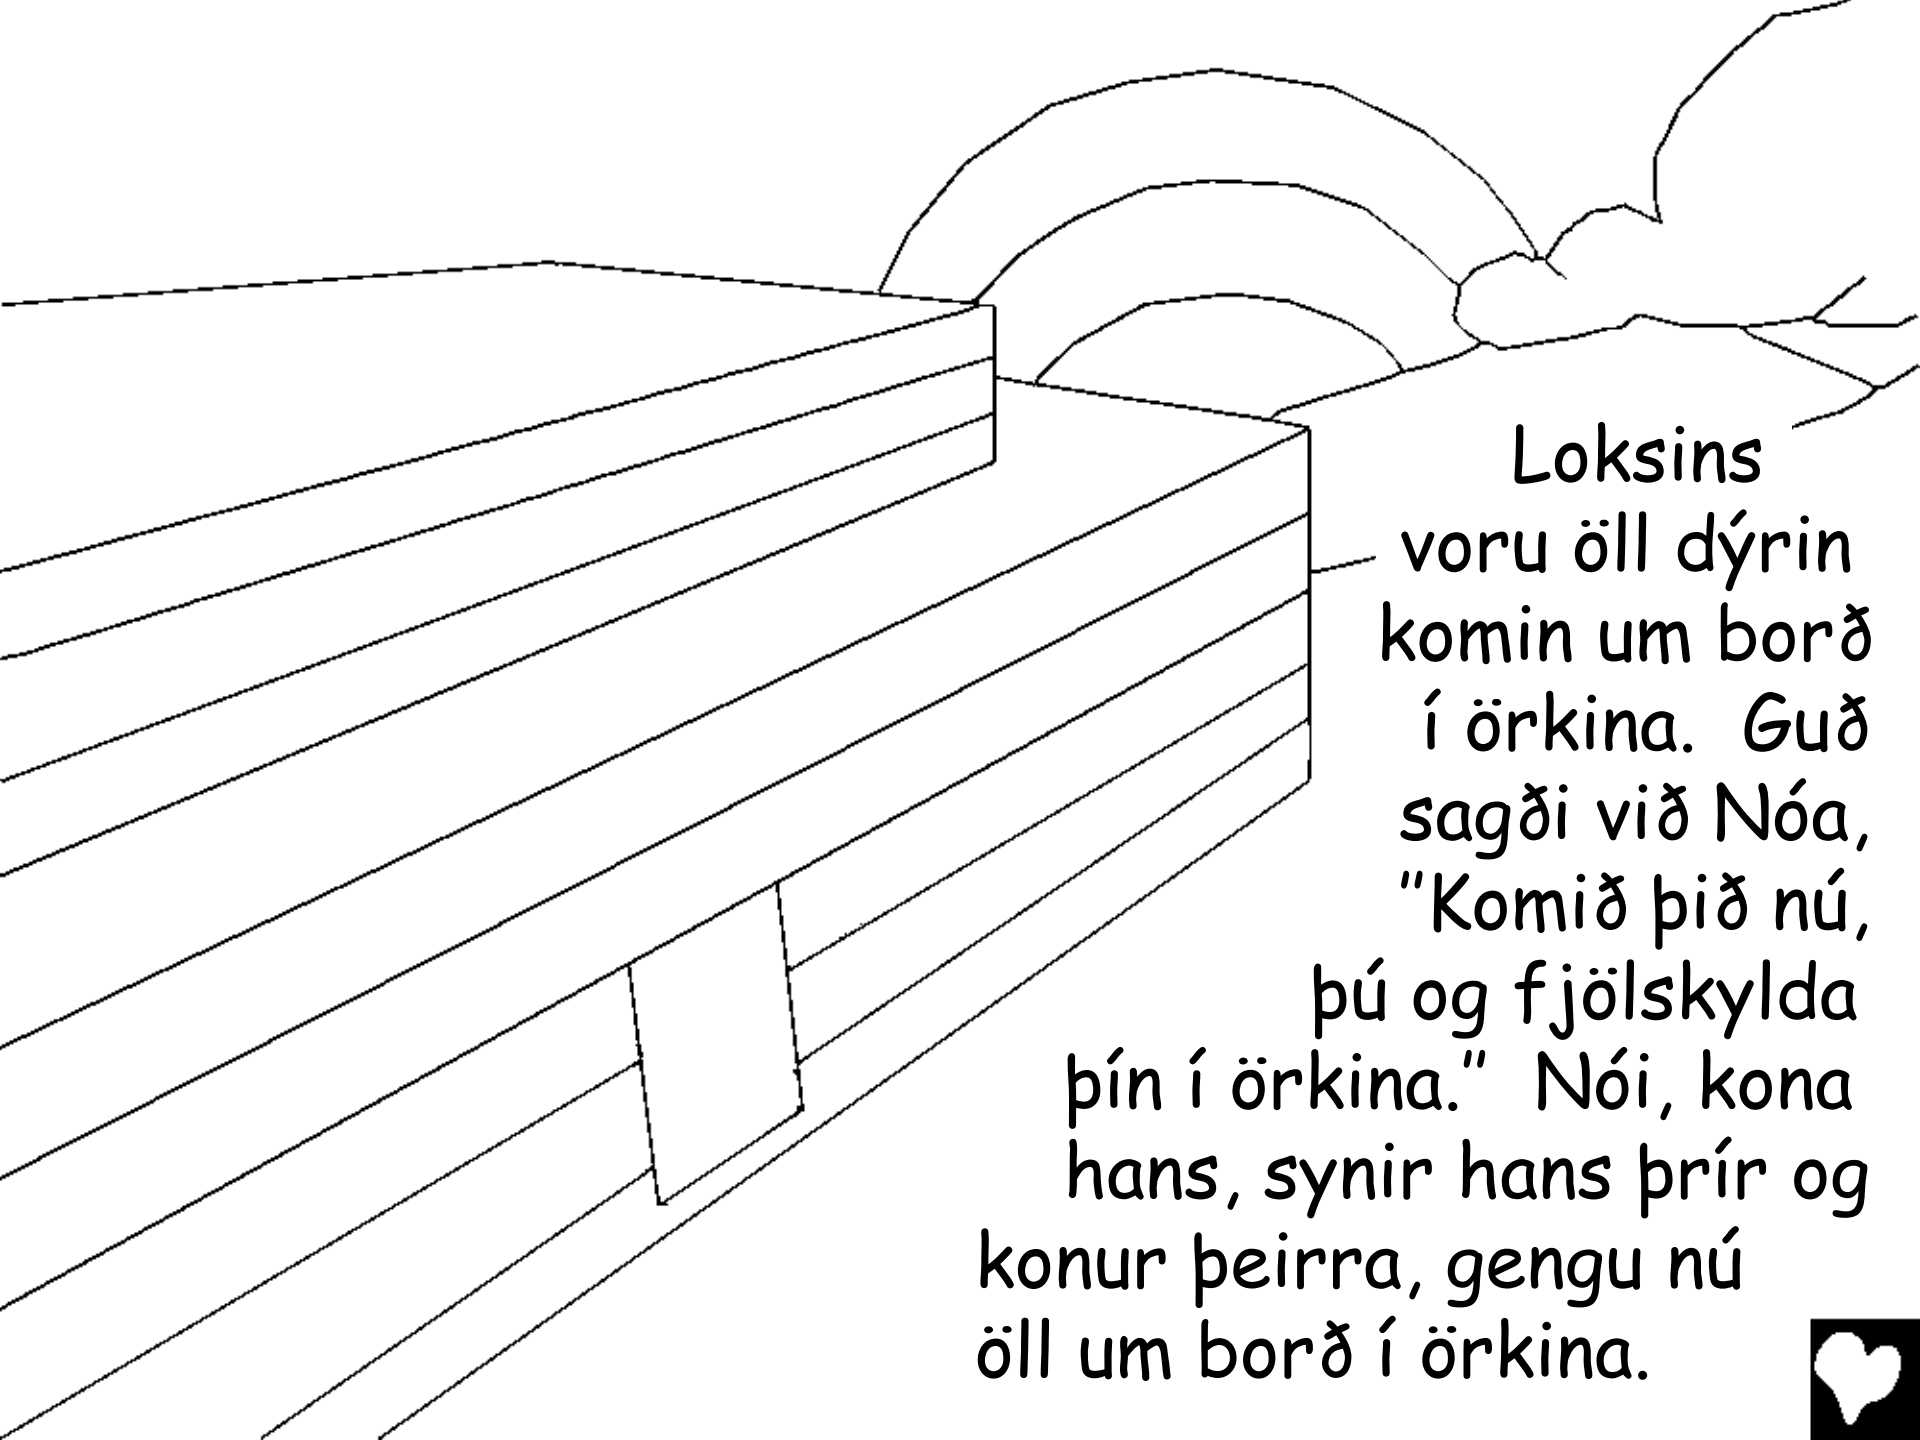 Loksins
voru öll dýrin
komin um borð
í örkina.  Guð
sagði við Nóa,
"Komið þið nú,
þú og fjölskylda
þín í örkina."  Nói, kona
hans, synir hans þrír og
konur þeirra, gengu nú
öll um borð í örkina.